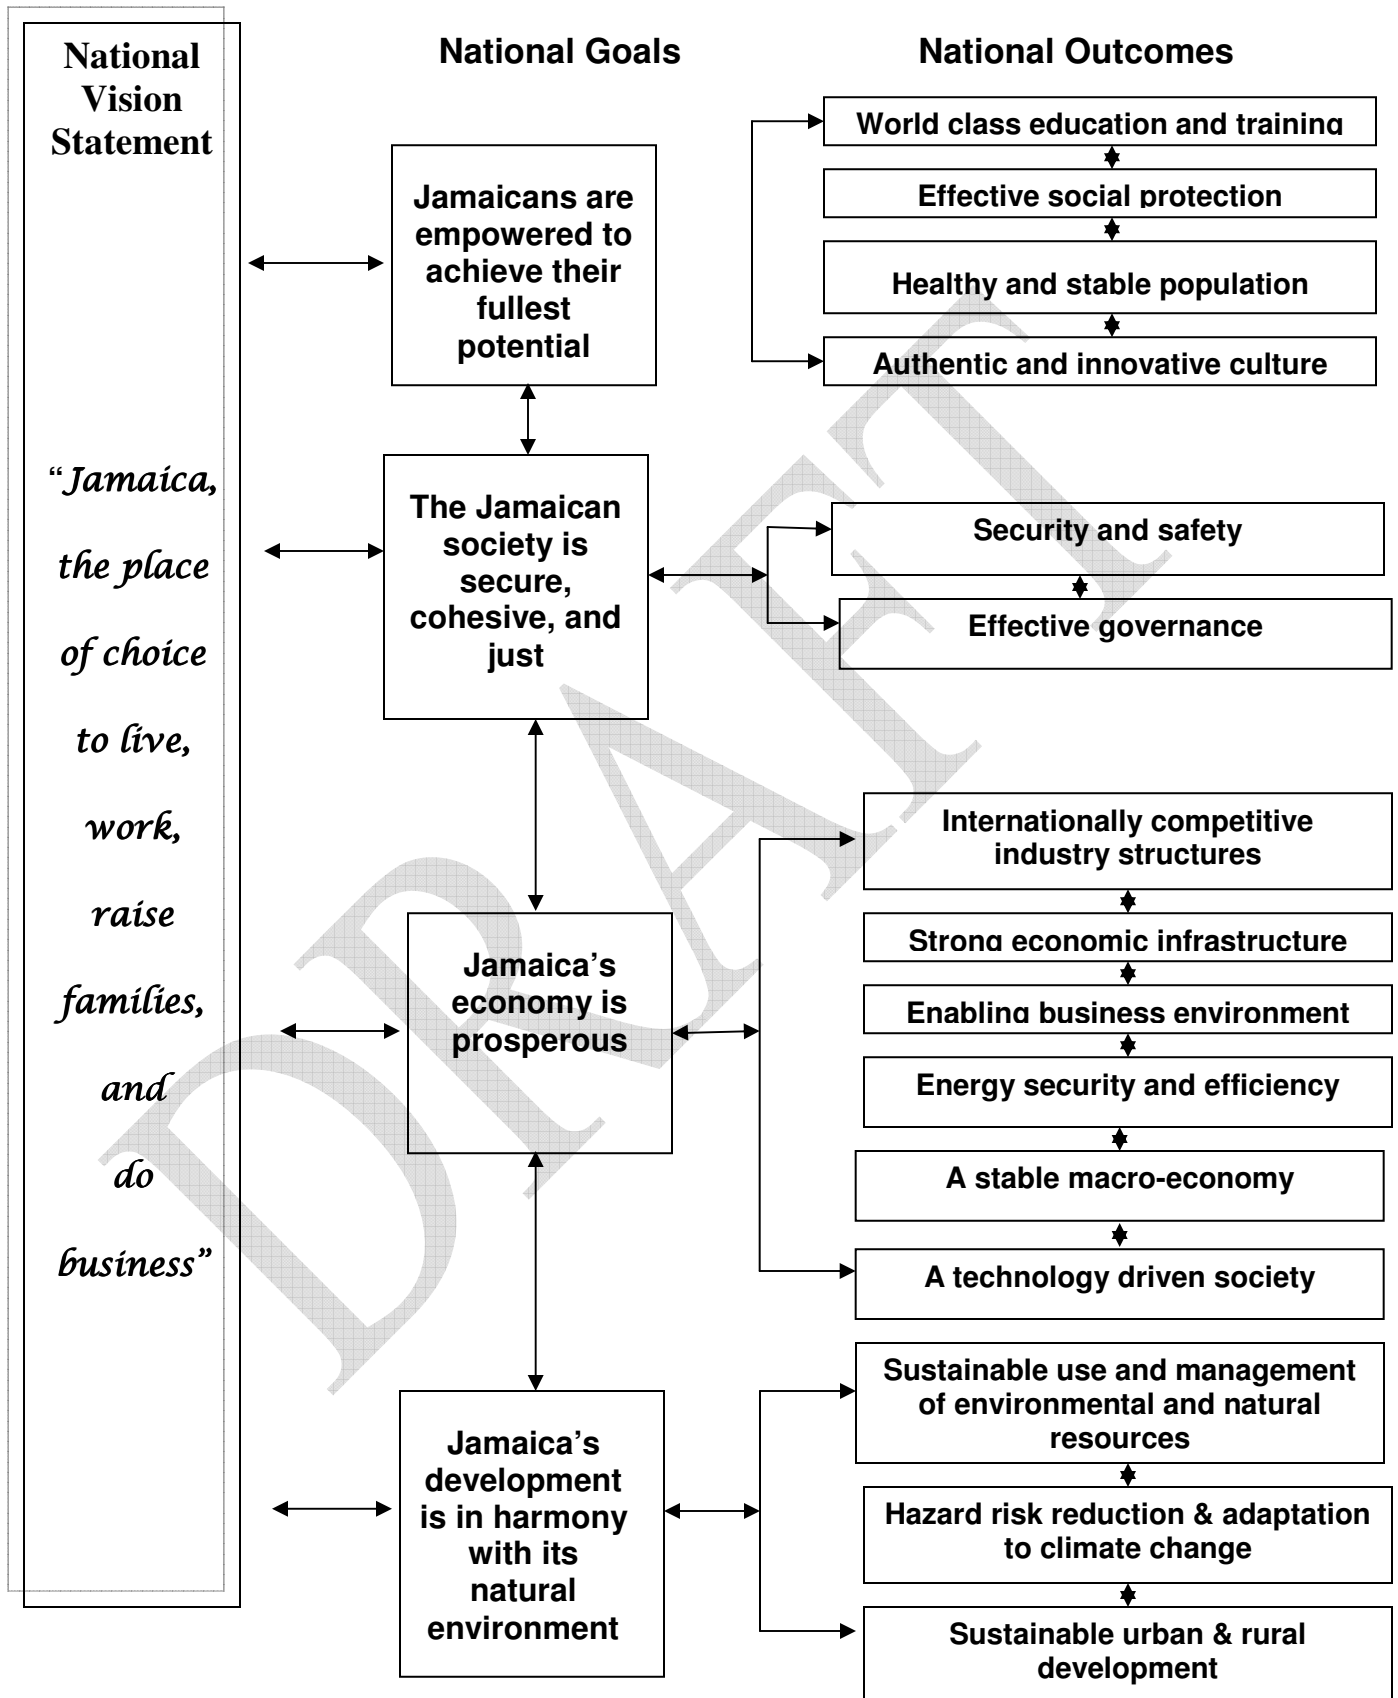 National
Vision
Statement
“Jamaica,
the place
of choice
to live,
work,
raise
families,
and
do
business”
National Goals
Jamaicans are
empowered to
achieve their
fullest
potential
The Jamaican
society is
secure,
cohesive, and
just
Jamaica’s
economy is
prosperous
Jamaica’s
development
is in harmony
with its
natural
environment
National Outcomes
World class education and training
Effective social protection
Healthy and stable population
Authentic and innovative culture
Security and safety
Effective governance
Internationally competitive
industry structures
Strong economic infrastructure
Enabling business environment
Energy security and efficiency
A stable macro-economy
A technology driven society
Sustainable use and management
of environmental and natural
resources
Hazard risk reduction & adaptation
to climate change
Sustainable urban & rural
development
DRAFT